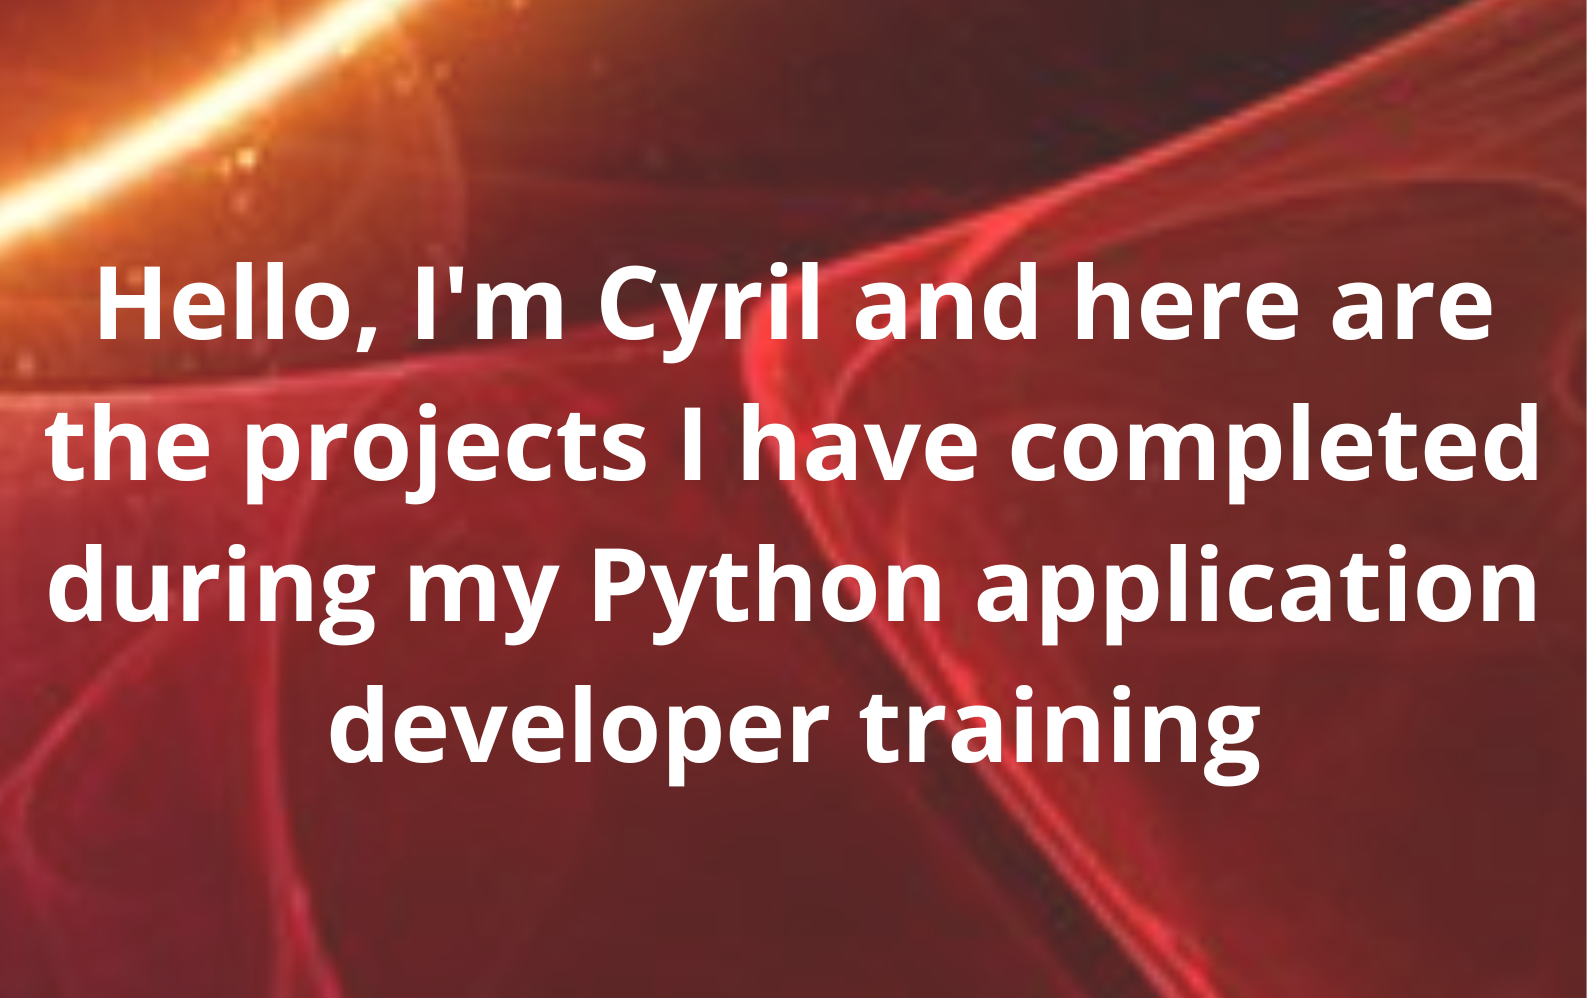 Hello, I'm Cyril and here are
the projects I have completed
during my Python application
developer training